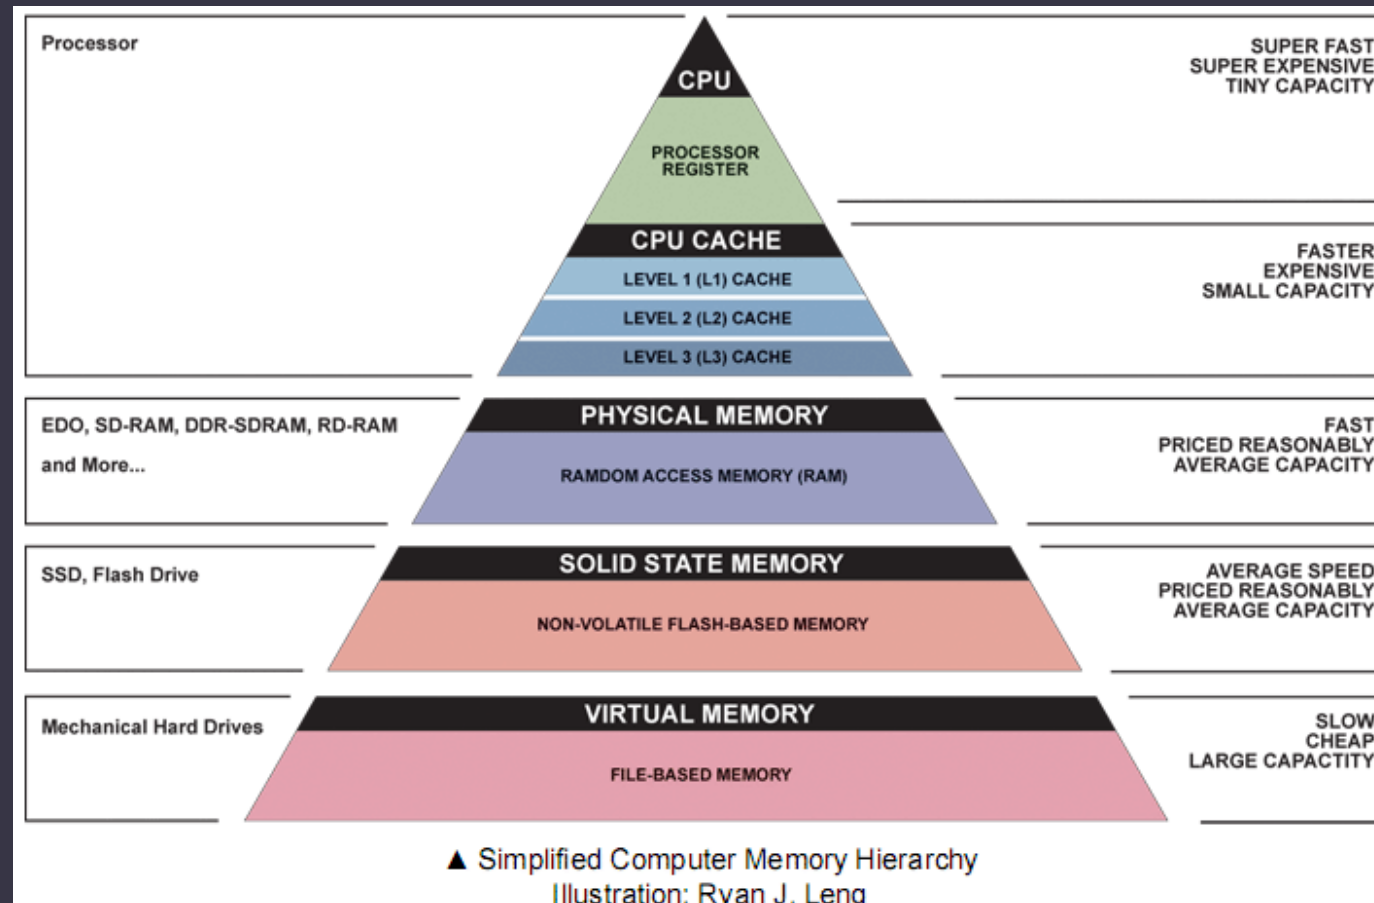 Processor
CPU
SUPER FAST
SUPER EXPENSIVE
TINY CAPACITY
PROCESSOR
REGISTER
CPU CACHE
LEVEL 1 (L1) CACHE
LEVEL 2 (L2) CACHE
LEVEL 3 (L3) CACHE
FASTER
EXPENSIVE
SMALL CAPACITY
EDO, SD-RAM, DDR-SDRAM, RD-RAM
and More...
PHYSICAL MEMORY
RAMDOM ACCESS MEMORY (RAM)
FAST
PRICED REASONABLY
AVERAGE CAPACITY
SSD, Flash Drive
SOLID STATE MEMORY
NON-VOLATILE FLASH-BASED MEMORY
AVERAGE SPEED
PRICED REASONABLY
AVERAGE CAPACITY
Mechanical Hard Drives
VIRTUAL MEMORY
FILE-BASED MEMORY
SLOW
CHEAP
LARGE CAPACTITY
▲ Simplified Computer Memory Hierarchy
Illustration: Ryan J. Leng